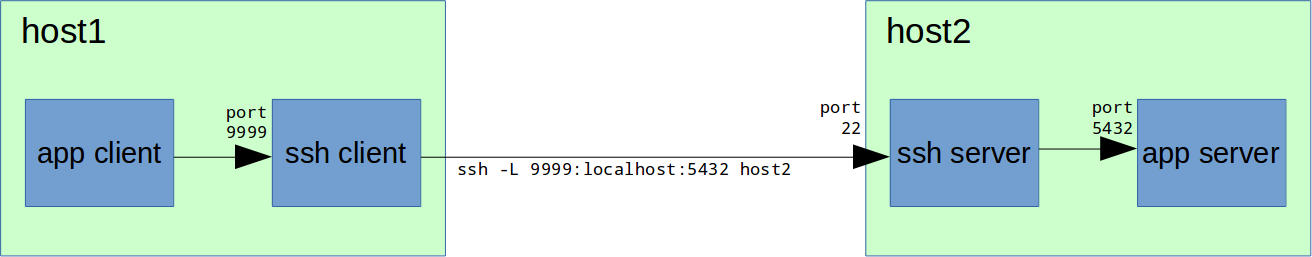 host1
host2
port
9999
port
22
port
5432
app client
ssh client
ssh server
app server
ssh -L 9999:localhost:5432 host2